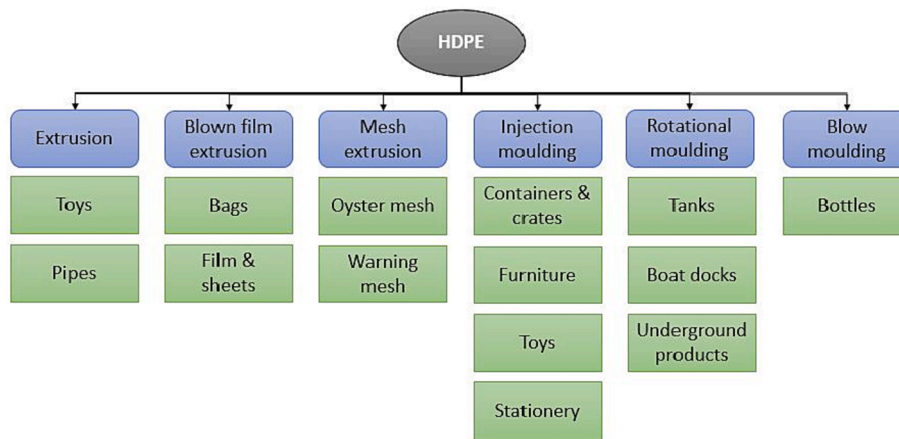 HDPE
Extrusion
Toys
Pipes
Blown film
extrusion
Bags
Film &
sheets
Mesh
extrusion
Oyster mesh
Warning
mesh
Injection
moulding
Containers &
crates
Furniture
Toys
Stationery
Rotational
moulding
Tanks
Boat docks
Underground
products
Blow
moulding
Bottles